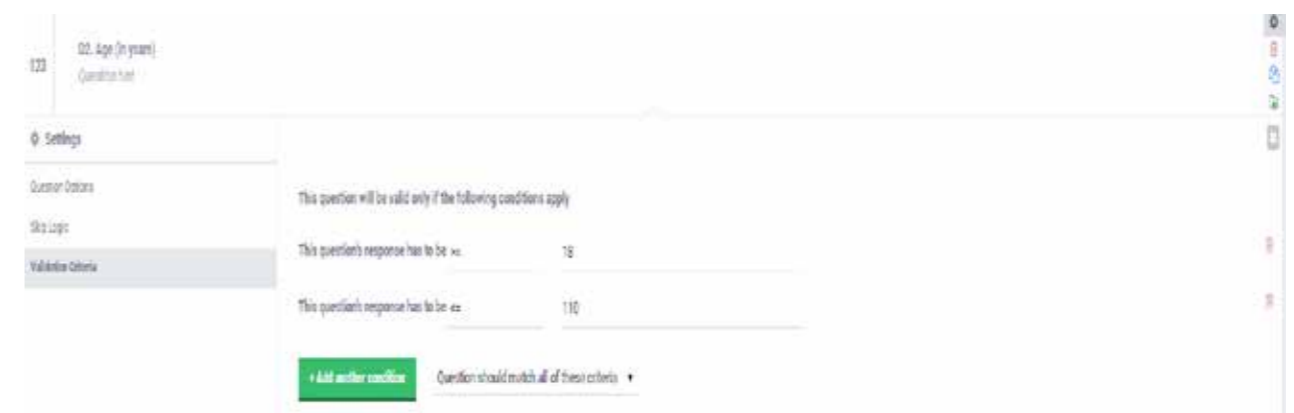 123
02. Age (in years)
Question hint
Settings
Question Options
Skip Logic
Validation Criteria
This question will be valid only if the following conditions apply
This question's response has to be >=
This question's response has to be <= 110
+ Add another condition
Question should match all of these criteria